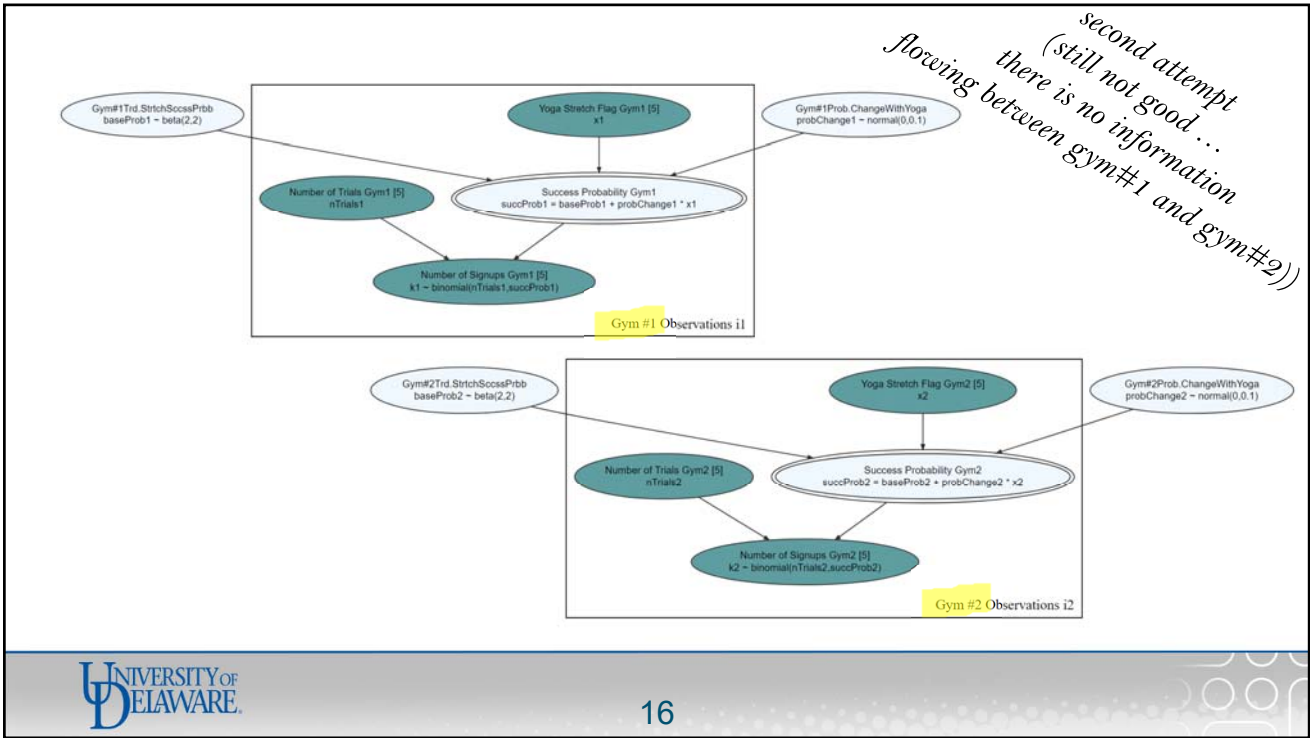 second attempt
(still not good ...
there is no information
flowing between gym#1 and gym#2))
Gym#1Trd.StrtchSccssPrbb
baseProb1 ~ beta(2,2)
Yoga Stretch Flag Gym1 [5]
x1
Gym#1Prob.ChangeWithYoga
probChange1 ~ normal(0,0.1)
Number of Trials Gym1 [5]
nTrials1
Success Probability Gym1
succProb1 = baseProb1 + probChange1 * x1
Number of Signups Gym1 [5]
k1 ~ binomial(nTrials1,succProb1)
Gym #1 Observations i1
Gym#2Trd.StrtchSccssPrbb
baseProb2 ~ beta(2,2)
Yoga Stretch Flag Gym2 [5]
x2
Gym#2Prob.ChangeWithYoga
probChange2 ~ normal(0,0.1)
Number of Trials Gym2 [5]
nTrials2
Success Probability Gym2
succProb2 = baseProb2 + probChange2 * x2
Number of Signups Gym2 [5]
k2 ~ binomial(nTrials2,succProb2)
Gym #2 Observations i2
UNIVERSITY OF
DELAWARE.
16